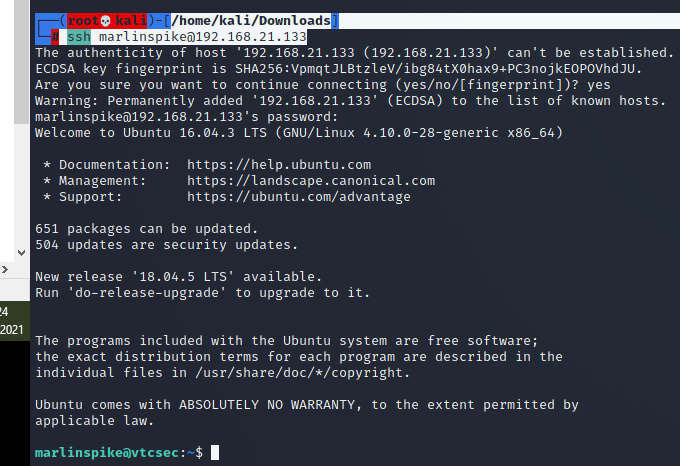 (root💀kali)-[/home/kali/Downloads]
# ssh marlinspike@192.168.21.133
The authenticity of host '192.168.21.133 (192.168.21.133)' can't be established.
ECDSA key fingerprint is SHA256:VpmqtJLBtzleV/ibg84tX0hax9+PC3nojkEOPOVhdJU.
Are you sure you want to continue connecting (yes/no/[fingerprint])? yes
Warning: Permanently added '192.168.21.133' (ECDSA) to the list of known hosts.
marlinspike@192.168.21.133's password:
Welcome to Ubuntu 16.04.3 LTS (GNU/Linux 4.10.0-28-generic x86_64)
* Documentation:  https://help.ubuntu.com
* Management:     https://landscape.canonical.com
* Support:        https://ubuntu.com/advantage
651 packages can be updated.
504 updates are security updates.
New release '18.04.5 LTS' available.
Run 'do-release-upgrade' to upgrade to it.
24
2021
The programs included with the Ubuntu system are free software;
the exact distribution terms for each program are described in the
individual files in /usr/share/doc/*/copyright.
Ubuntu comes with ABSOLUTELY NO WARRANTY, to the extent permitted by
applicable law.
marlinspike@vtcsec:~$